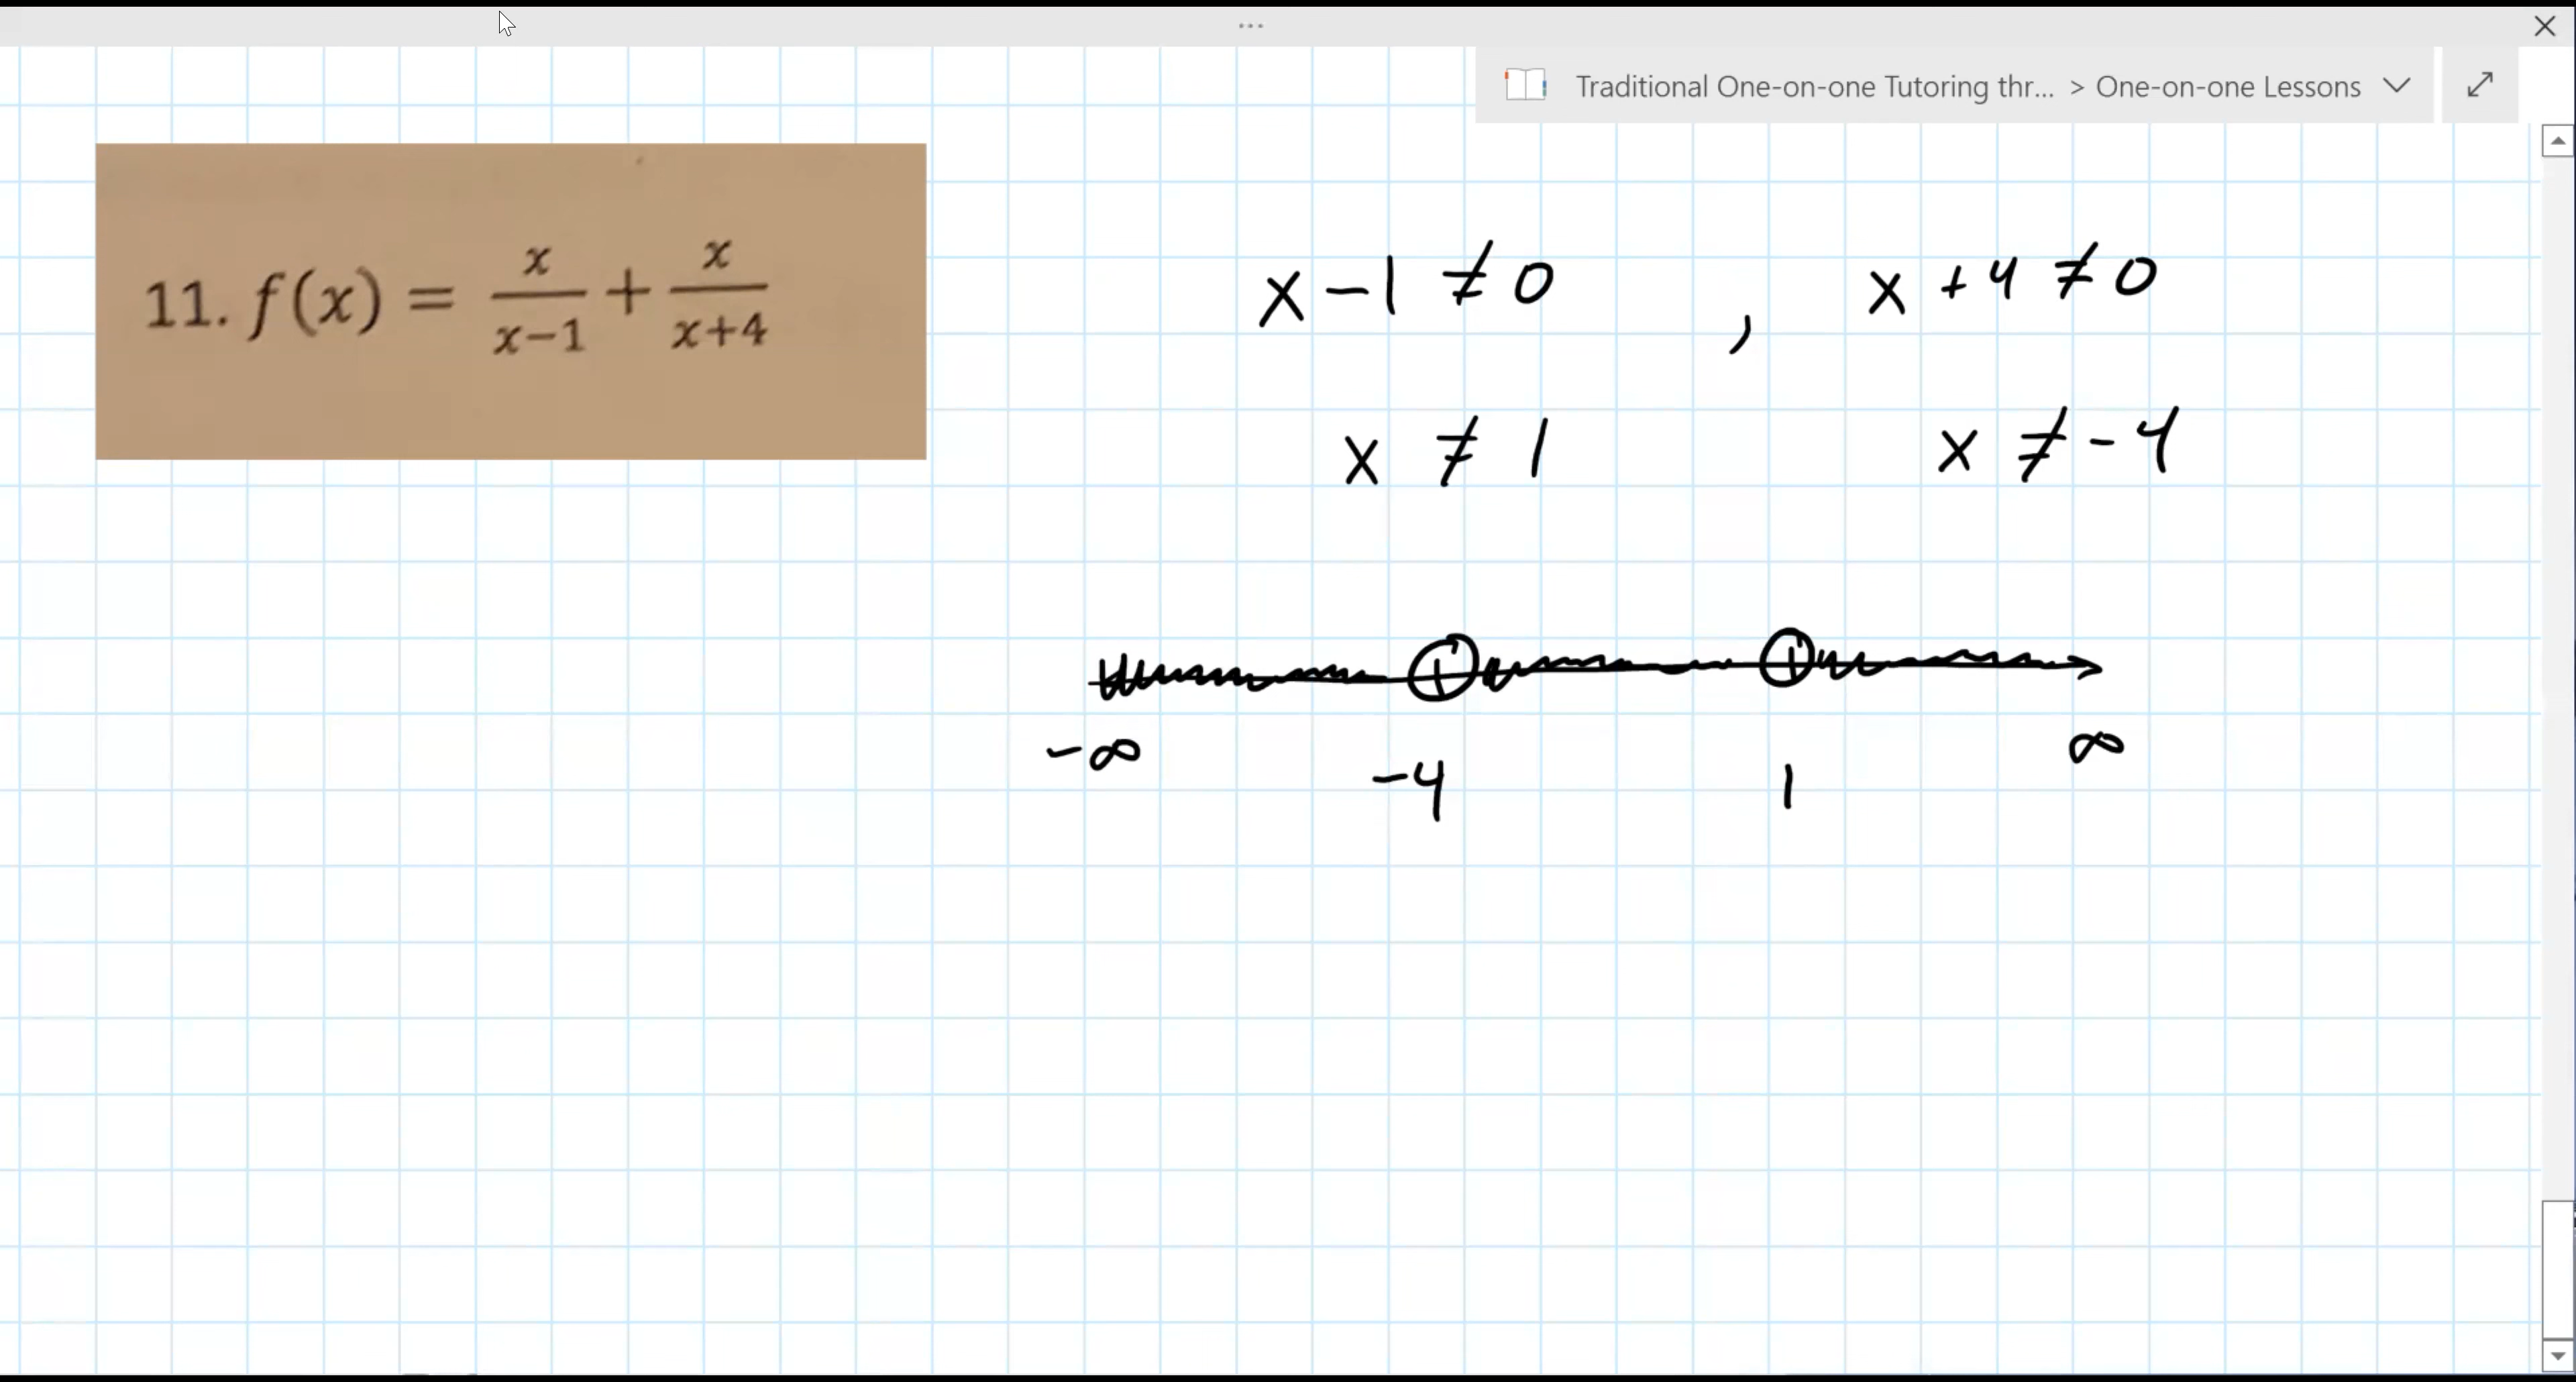 Traditional One-on-one Tutoring thr... > One-on-one Lessons
11. f(x) = x/(x-1) + x/(x+4)
x - 1 ≠ 0 , x + 4 ≠ 0
x ≠ 1 x ≠ -4
-∞ -4 1 ∞